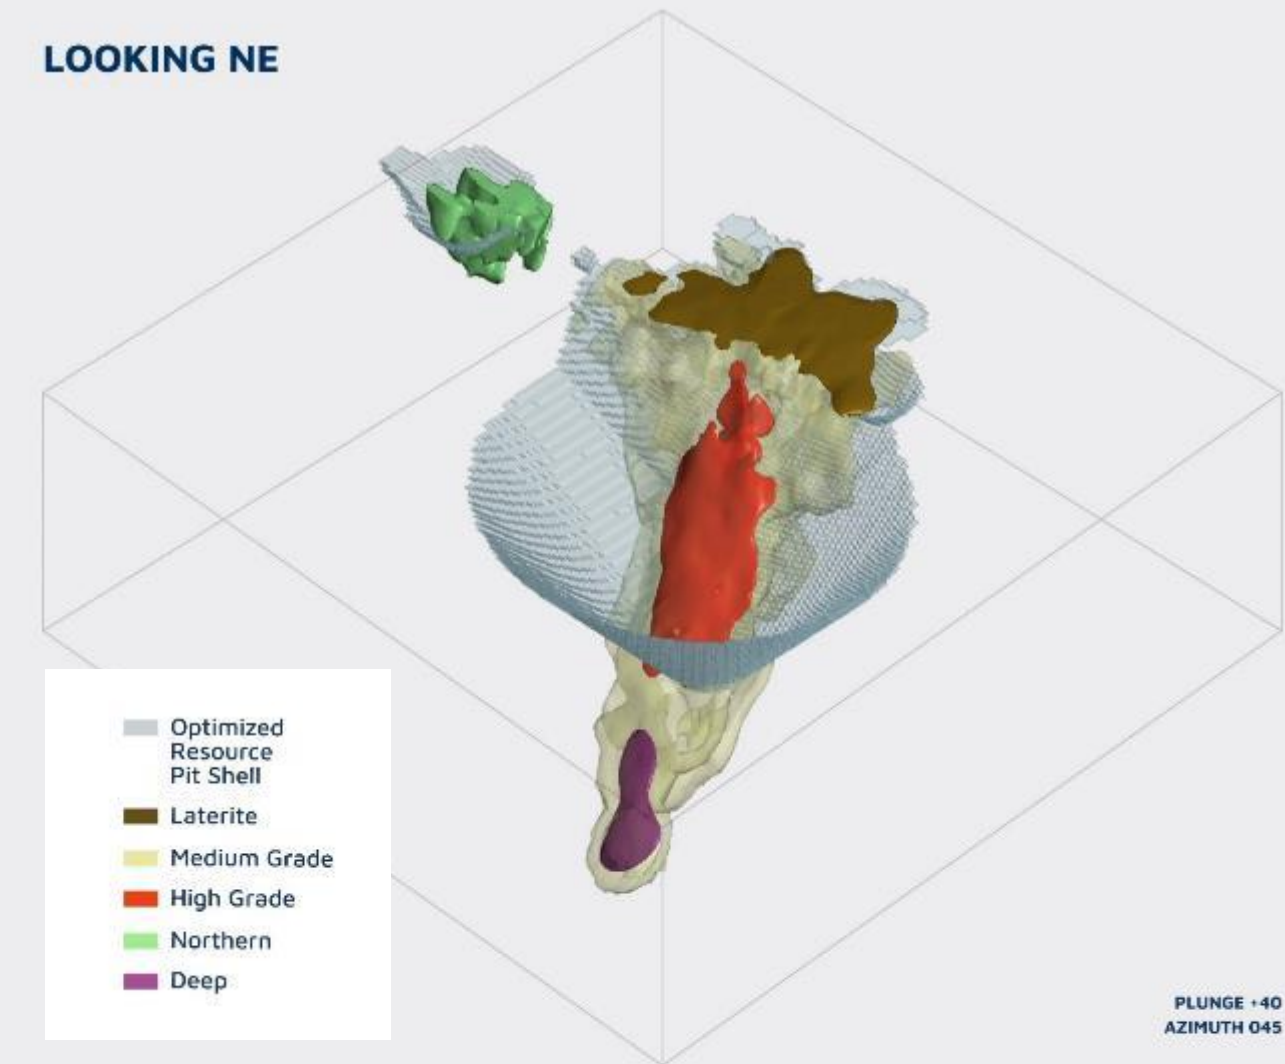 LOOKING NE
Optimized
Resource
Pit Shell
Laterite
Medium Grade
High Grade
Northern
Deep
PLUNGE +40
AZIMUTH 045